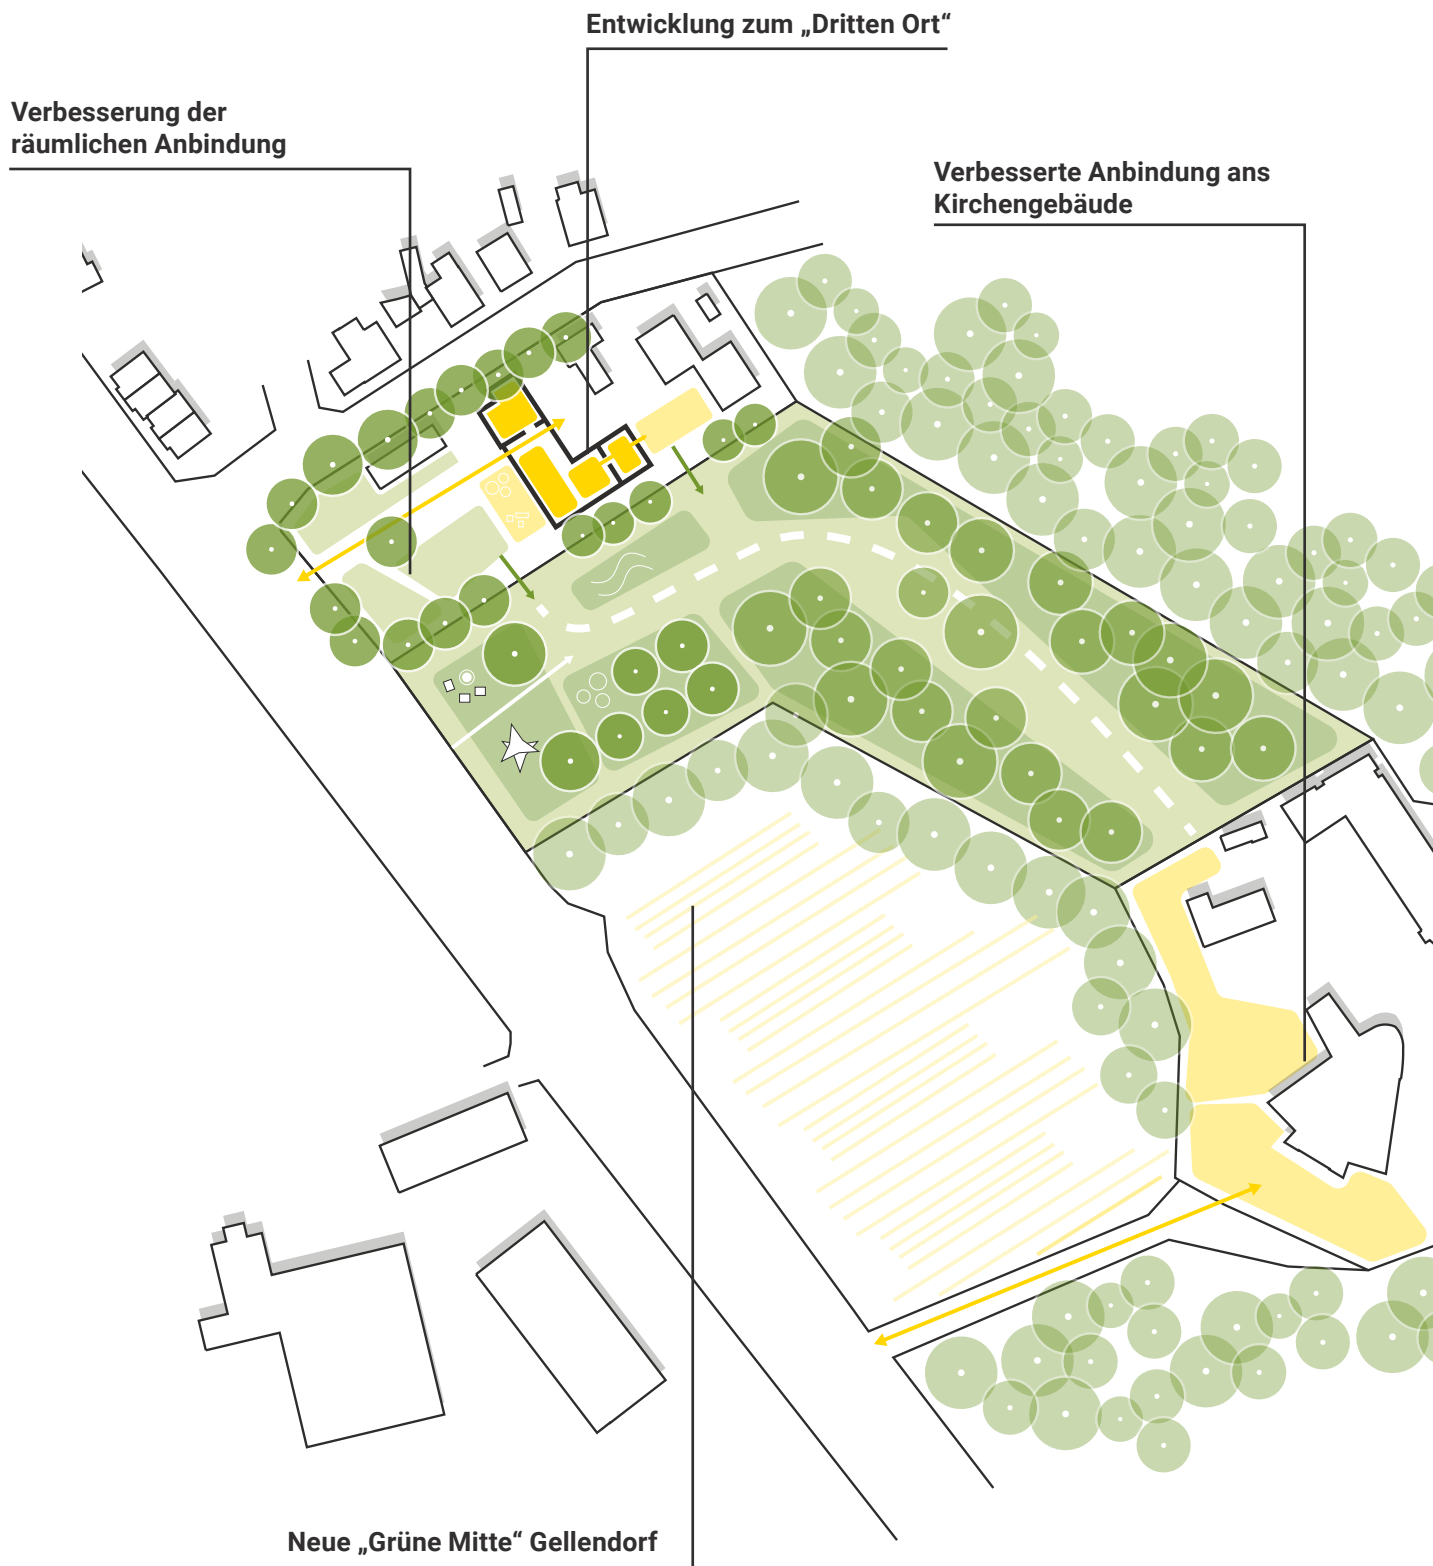 Entwicklung zum „Dritten Ort“
Verbesserung der
räumlichen Anbindung
Verbesserte Anbindung ans
Kirchengebäude
Neue „Grüne Mitte“ Gellendorf